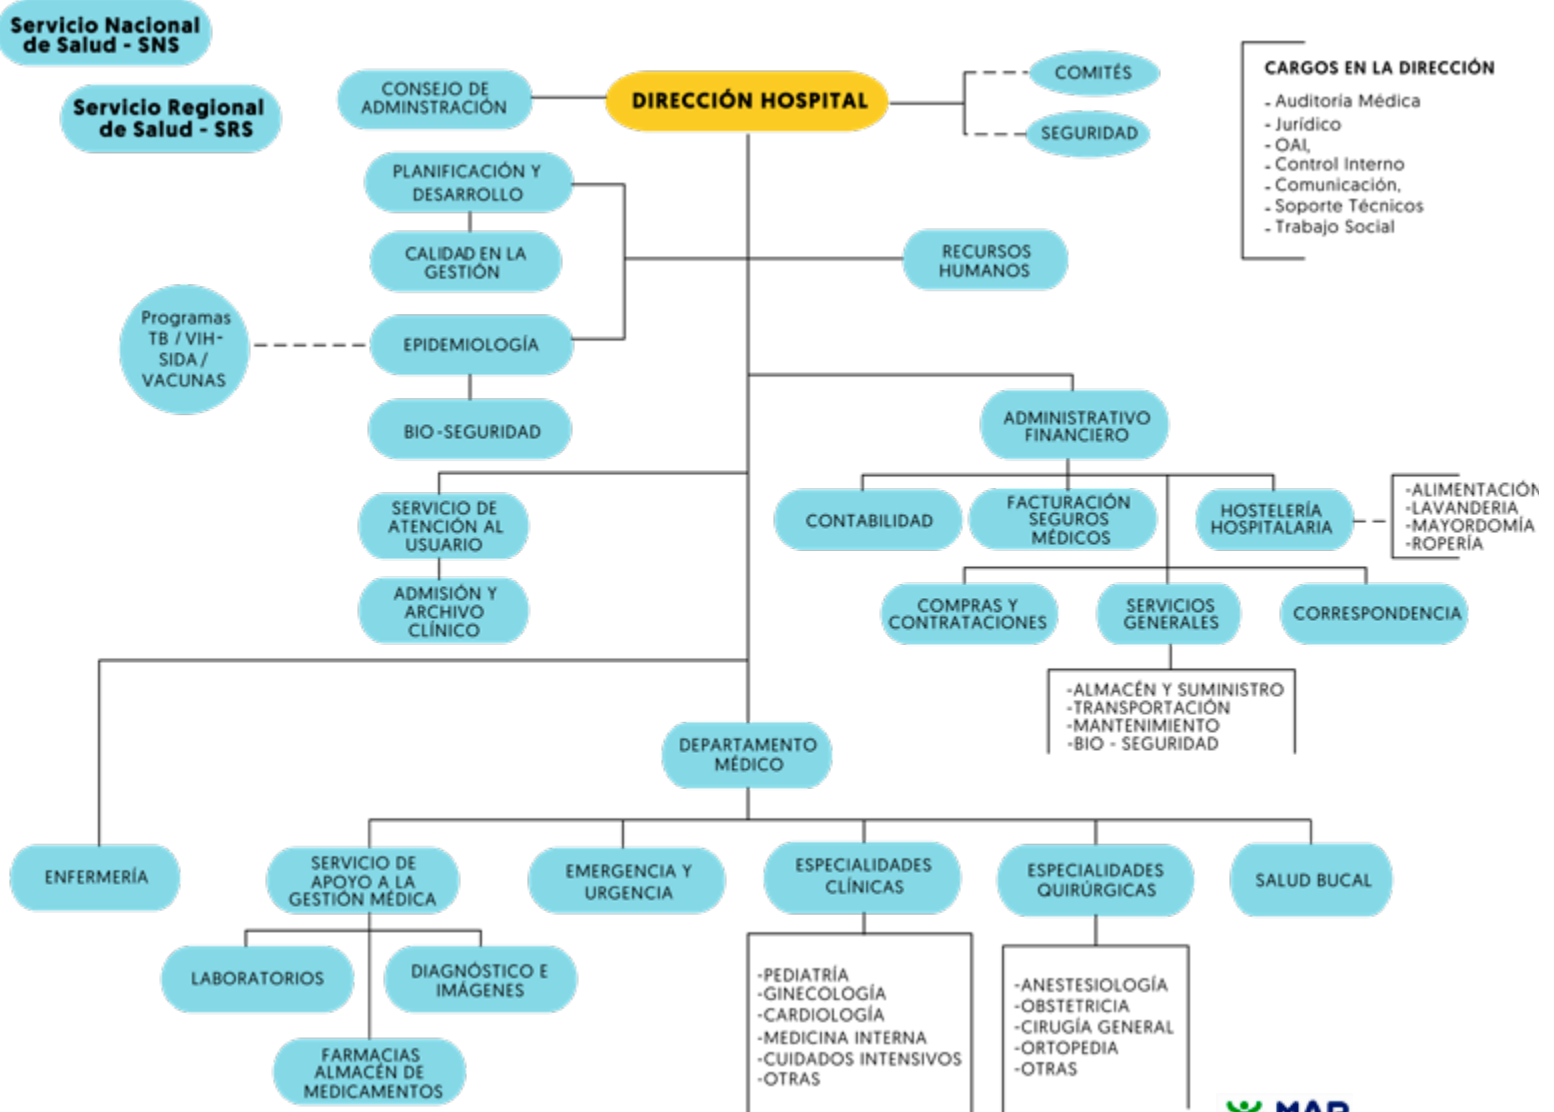 Servicio Nacional
de Salud - SNS
Servicio Regional
de Salud - SRS
CONSEJO DE
ADMINSTRACIÓN
DIRECCIÓN HOSPITAL
COMITÉS
SEGURIDAD
CARGOS EN LA DIRECCIÓN
- Auditoría Médica
- Jurídico
- OAI,
- Control Interno
- Comunicación,
- Soporte Técnicos
- Trabajo Social
PLANIFICACIÓN Y
DESARROLLO
CALIDAD EN LA
GESTIÓN
RECURSOS
HUMANOS
Programas
TB / VIH-
SIDA /
VACUNAS
EPIDEMIOLOGÍA
BIO -SEGURIDAD
ADMINISTRATIVO
FINANCIERO
SERVICIO DE
ATENCIÓN AL
USUARIO
CONTABILIDAD
FACTURACIÓN
SEGUROS
MÉDICOS
HOSTELERÍA
HOSPITALARIA
-ALIMENTACIÓN
-LAVANDERIA
-MAYORDOMÍA
-ROPERÍA
ADMISIÓN Y
ARCHIVO
CLÍNICO
COMPRAS Y
CONTRATACIONES
SERVICIOS
GENERALES
CORRESPONDENCIA
-ALMACÉN Y SUMINISTRO
-TRANSPORTACIÓN
-MANTENIMIENTO
-BIO - SEGURIDAD
DEPARTAMENTO
MÉDICO
ENFERMERÍA
SERVICIO DE
APOYO A LA
GESTIÓN MÉDICA
EMERGENCIA Y
URGENCIA
ESPECIALIDADES
CLÍNICAS
ESPECIALIDADES
QUIRÚRGICAS
SALUD BUCAL
LABORATORIOS
DIAGNÓSTICO E
IMÁGENES
FARMACIAS
ALMACÉN DE
MEDICAMENTOS
-PEDIATRÍA
-GINECOLOGÍA
-CARDIOLOGÍA
-MEDICINA INTERNA
-CUIDADOS INTENSIVOS
-OTRAS
-ANESTESIOLOGÍA
-OBSTETRICIA
-CIRUGÍA GENERAL
-ORTOPEDIA
-OTRAS